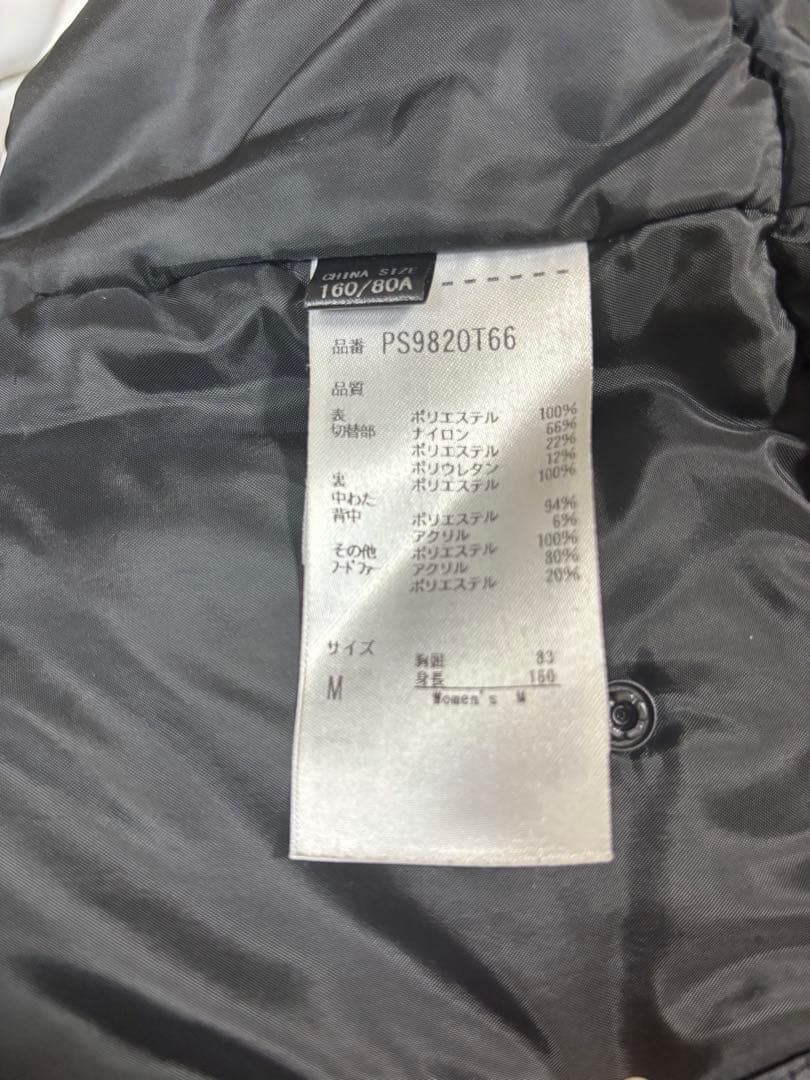 CHINA SIZE
160/80A
品番 PS9820T66
品質
表 ポリエステル 100%
切替部 ナイロン 66%
ポリエステル 22%
ポリウレタン 12%
裏 ポリエステル 100%
中わた
背中 ポリエステル 94%
アクリル 6%
その他 ポリエステル 100%
フードファー アクリル 80%
ポリエステル 20%
サイズ
M
胸囲 83
身長 160
Women's M